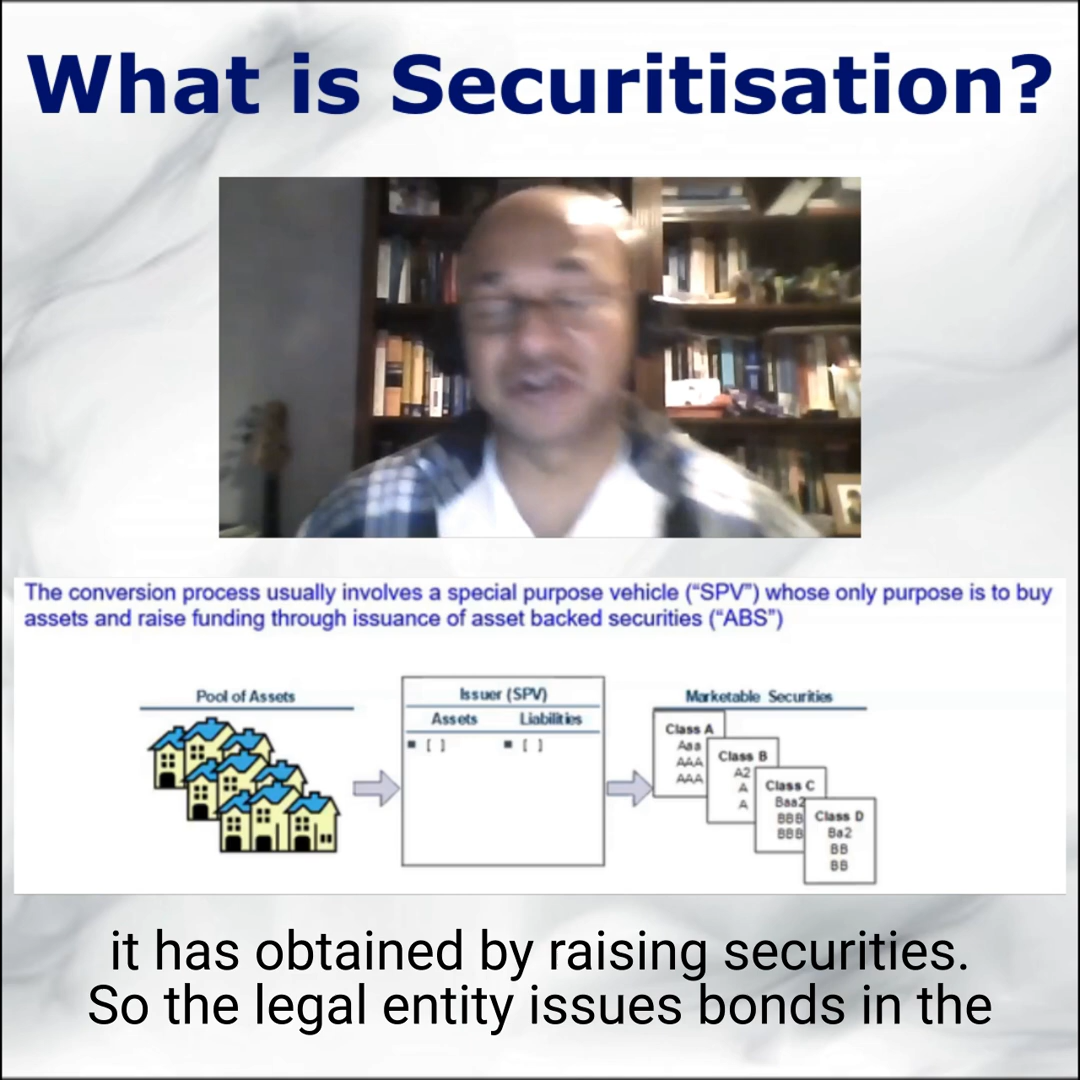 What is Securitisation?
The conversion process usually involves a special purpose vehicle (“SPV”) whose only purpose is to buy
assets and raise funding through issuance of asset backed securities (“ABS”)
Pool of Assets
Issuer (SPV)
Assets Liabilities
▪ [ ] ▪ [ ]
Marketable Securities
Class A
Aaa
AAA
AAA
Class B
A2
A
A
Class C
Baa2
BBB
BBB
Class D
Ba2
BB
BB
it has obtained by raising securities.
So the legal entity issues bonds in the